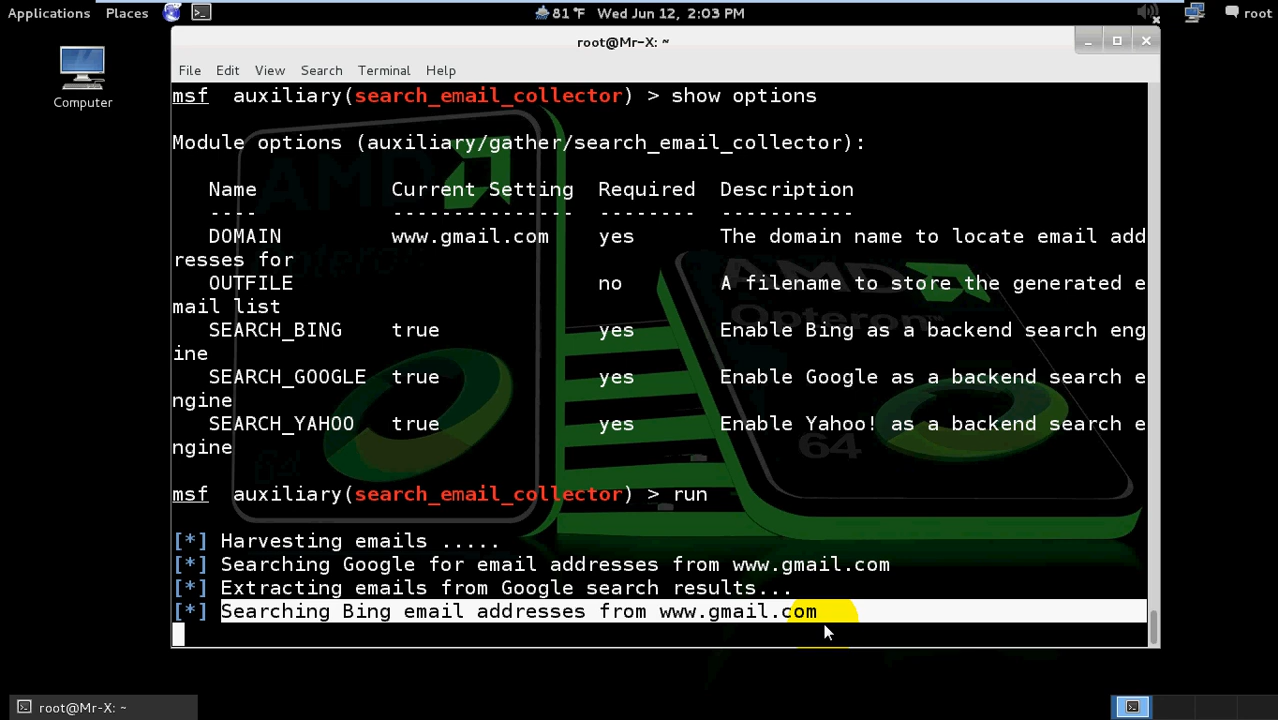 Applications Places 81 °F Wed Jun 12, 2:03 PM root
root@Mr-X: ~
File Edit View Search Terminal Help
Computer
msf auxiliary(search_email_collector) > show options
Module options (auxiliary/gather/search_email_collector):
Name Current Setting Required Description
---- --------------- -------- -----------
DOMAIN www.gmail.com yes The domain name to locate email add
resses for
OUTFILE no A filename to store the generated e
mail list
SEARCH_BING true yes Enable Bing as a backend search eng
ine
SEARCH_GOOGLE true yes Enable Google as a backend search e
ngine
SEARCH_YAHOO true yes Enable Yahoo! as a backend search e
ngine
msf auxiliary(search_email_collector) > run
[*] Harvesting emails .....
[*] Searching Google for email addresses from www.gmail.com
[*] Extracting emails from Google search results...
[*] Searching Bing email addresses from www.gmail.com
AMD
Opteron
AMD
Opteron™
64
root@Mr-X: ~